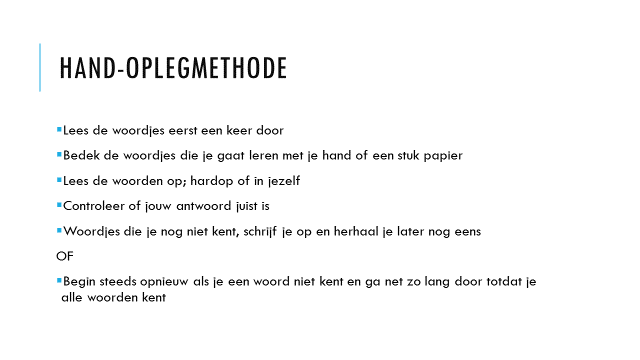 HAND-OPLEGMETHODE
▪Lees de woordjes eerst een keer door
▪Bedek de woordjes die je gaat leren met je hand of een stuk papier
▪Lees de woorden op; hardop of in jezelf
▪Controleer of jouw antwoord juist is
▪Woordjes die je nog niet kent, schrijf je op en herhaal je later nog eens
OF
▪Begin steeds opnieuw als je een woord niet kent en ga net zo lang door totdat je
alle woorden kent